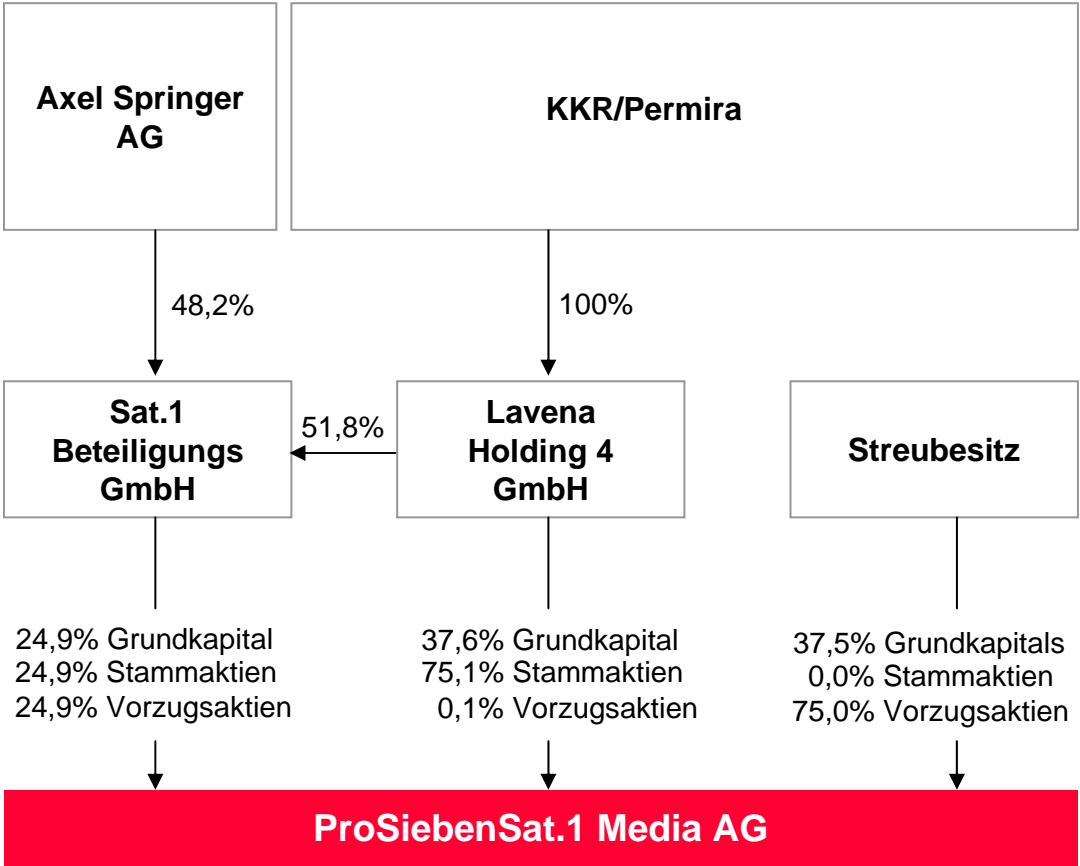 Axel Springer
AG
KKR/Permira
48,2%
100%
Sat.1
Beteiligungs
GmbH
51,8%
Lavena
Holding 4
GmbH
Streubesitz
24,9% Grundkapital
24,9% Stammaktien
24,9% Vorzugsaktien
37,6% Grundkapital
75,1% Stammaktien
0,1% Vorzugsaktien
37,5% Grundkapitals
0,0% Stammaktien
75,0% Vorzugsaktien
ProSiebenSat.1 Media AG